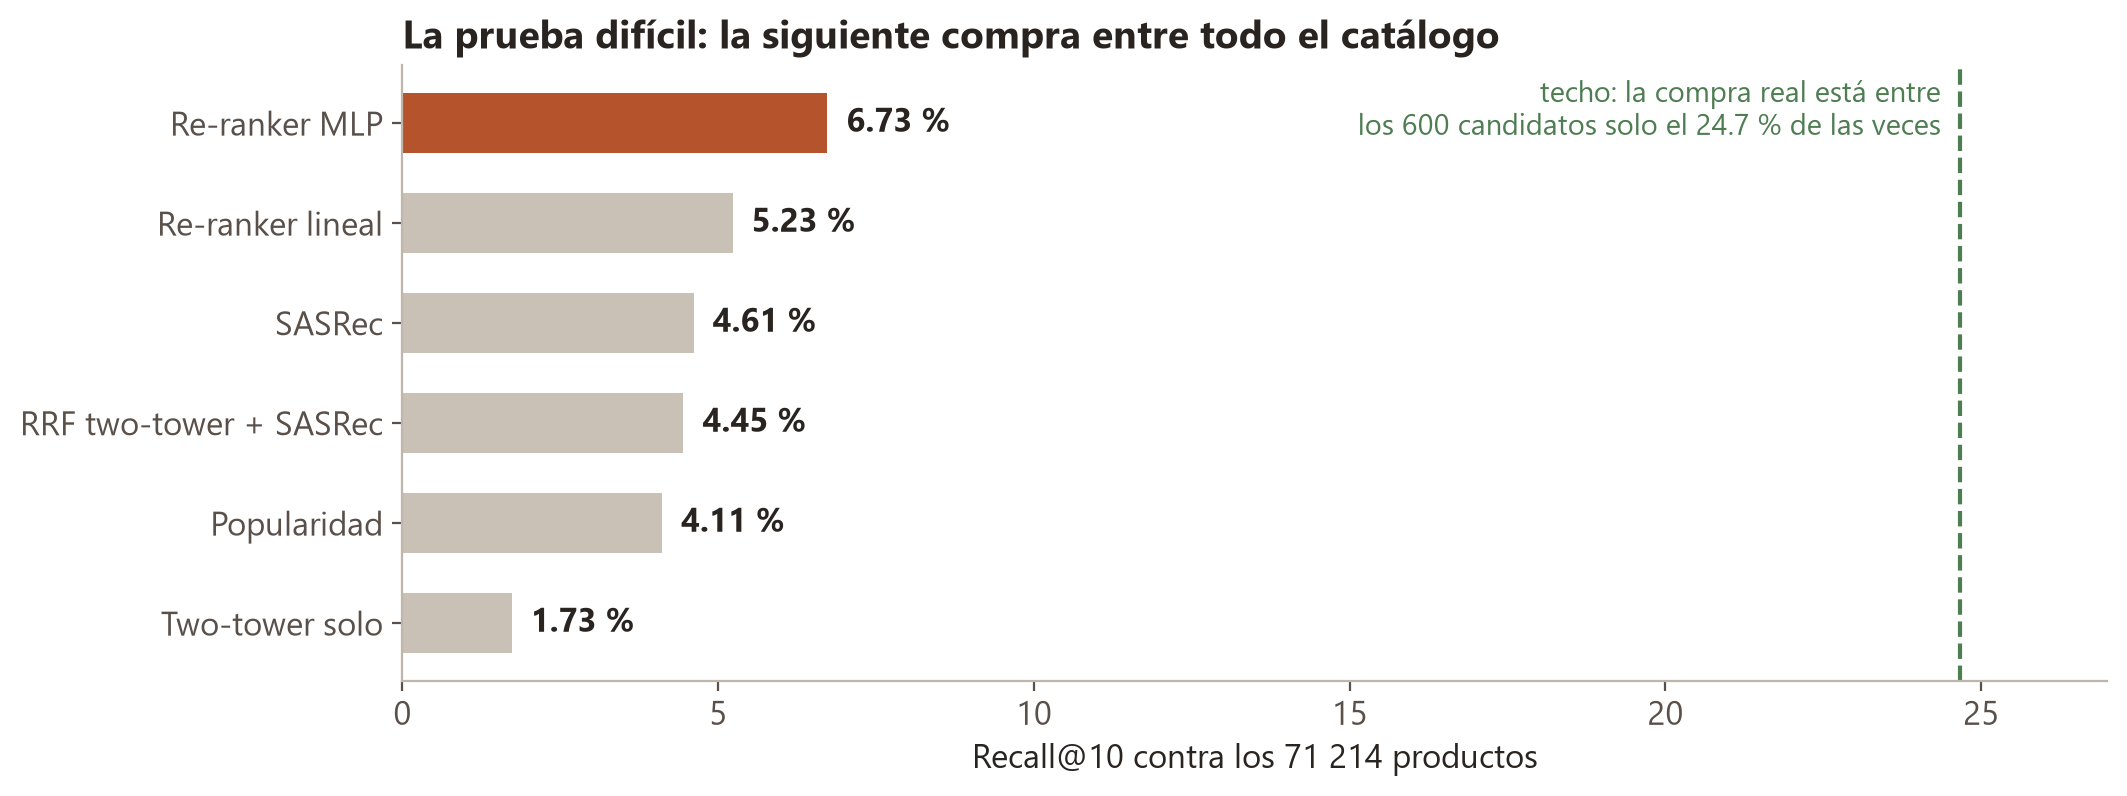 La prueba difícil: la siguiente compra entre todo el catálogo
techo: la compra real está entre
los 600 candidatos solo el 24.7 % de las veces
Re-ranker MLP 6.73 %
Re-ranker lineal 5.23 %
SASRec 4.61 %
RRF two-tower + SASRec 4.45 %
Popularidad 4.11 %
Two-tower solo 1.73 %
0 5 10 15 20 25
Recall@10 contra los 71 214 productos